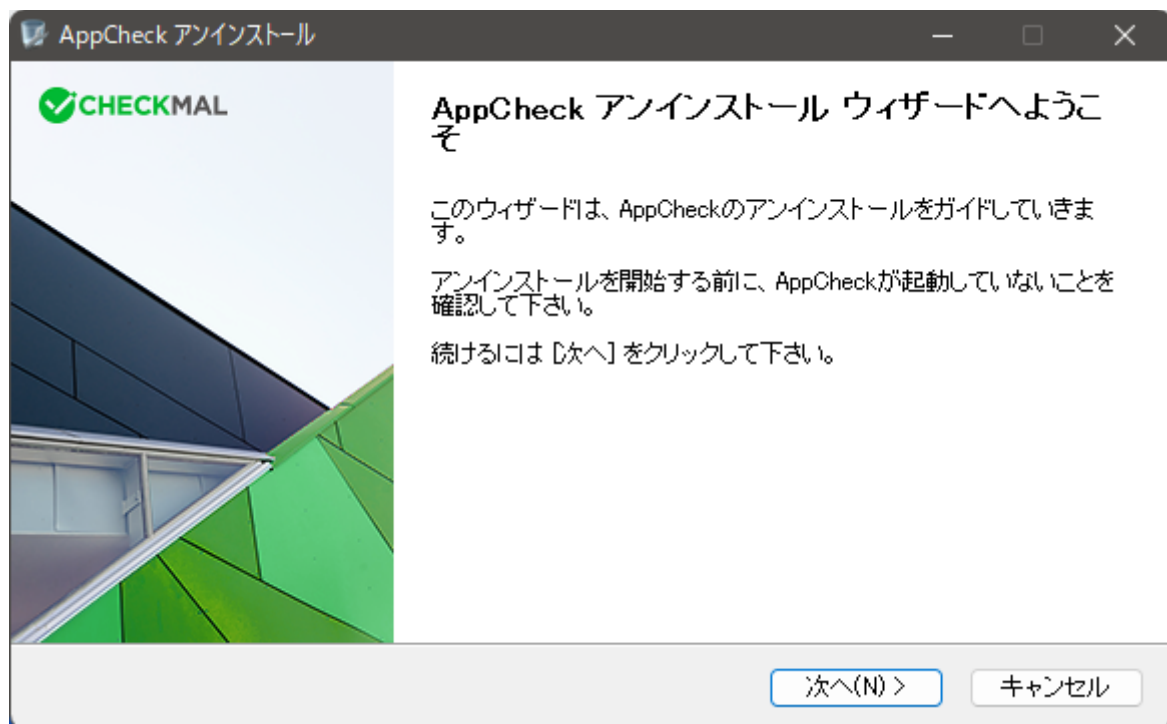 AppCheck アンインストール
CHECKMAL
AppCheck アンインストール ウィザードへようこ
そ
このウィザードは、AppCheckのアンインストールをガイドしていきま
す。
アンインストールを開始する前に、AppCheckが起動していないことを
確認して下さい。
続けるには [次へ] をクリックして下さい。
次へ(N) >
キャンセル